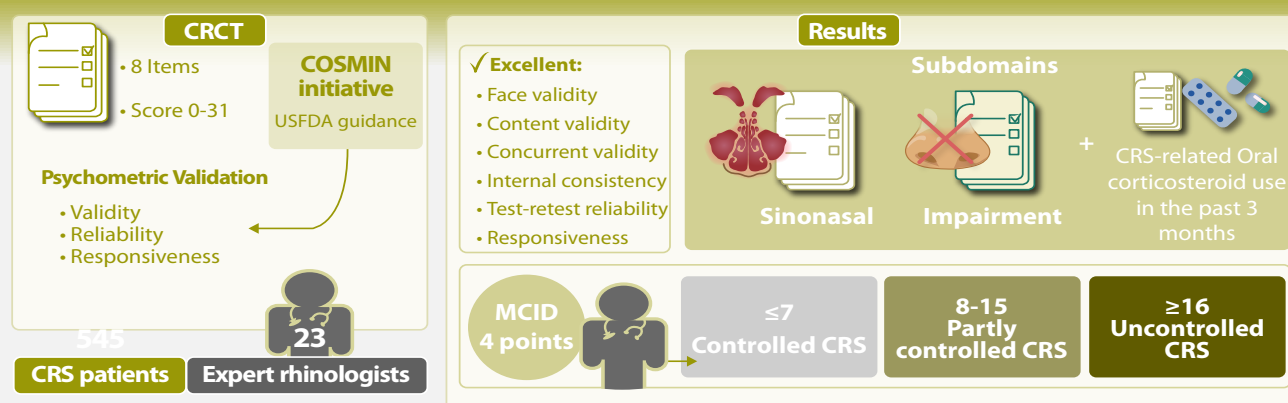 CRCT
• 8 Items
• Score 0-31
COSMIN
initiative
USFDA guidance
Psychometric Validation
• Validity
• Reliability
• Responsiveness
545
CRS patients
23
Expert rhinologists
Results
✓ Excellent:
• Face validity
• Content validity
• Concurrent validity
• Internal consistency
• Test-retest reliability
• Responsiveness
Subdomains
Sinonasal
Impairment
+
CRS-related Oral
corticosteroid use
in the past 3
months
MCID
4 points
≤7
Controlled CRS
8-15
Partly
controlled CRS
≥16
Uncontrolled
CRS